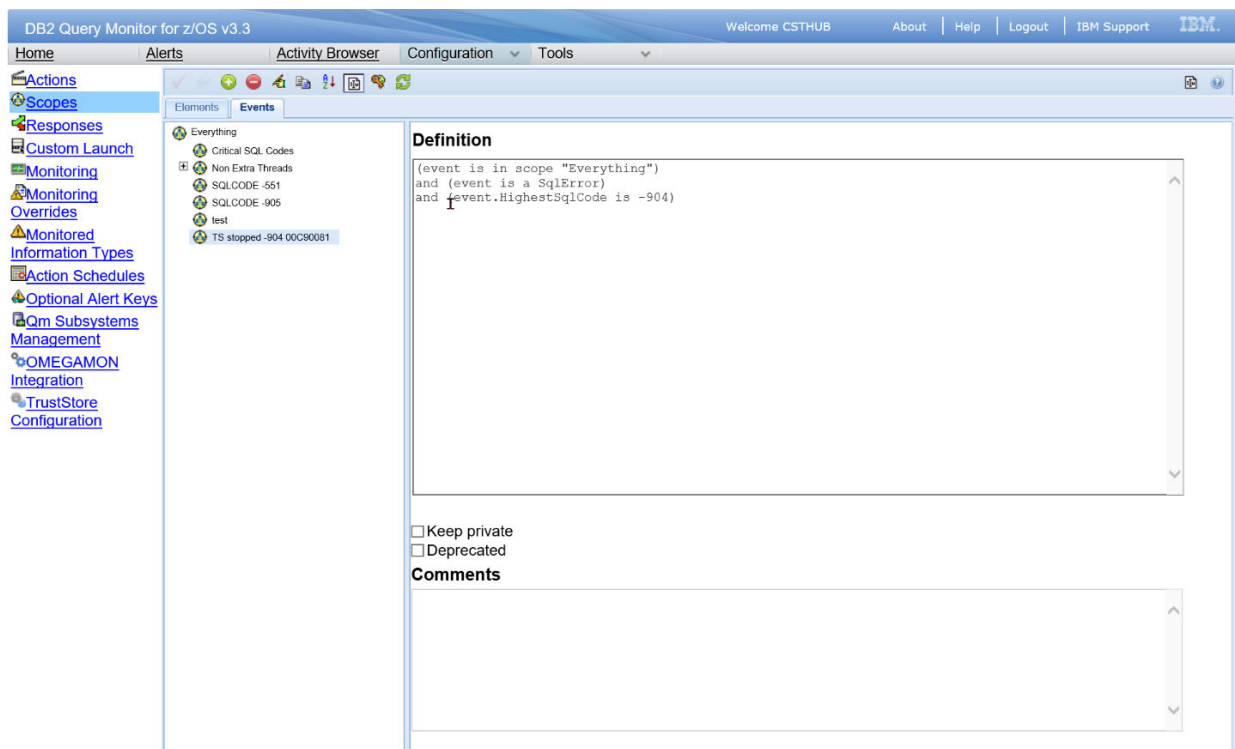 DB2 Query Monitor for z/OS v3.3
Welcome CSTHUB
About
Help
Logout
IBM Support
IBM.
Home
Alerts
Activity Browser
Configuration
Tools
Actions
Scopes
Responses
Custom Launch
Monitoring
Monitoring
Overrides
Monitored
Information Types
Action Schedules
Optional Alert Keys
Qm Subsystems
Management
OMEGAMON
Integration
TrustStore
Configuration
Elements
Events
Everything
Critical SQL Codes
Non Extra Threads
SQLCODE -551
SQLCODE -905
test
TS stopped -904 00C90081
Definition
(event is in scope "Everything")
and (event is a SqlError)
and (event.HighestSqlCode is -904)
Keep private
Deprecated
Comments